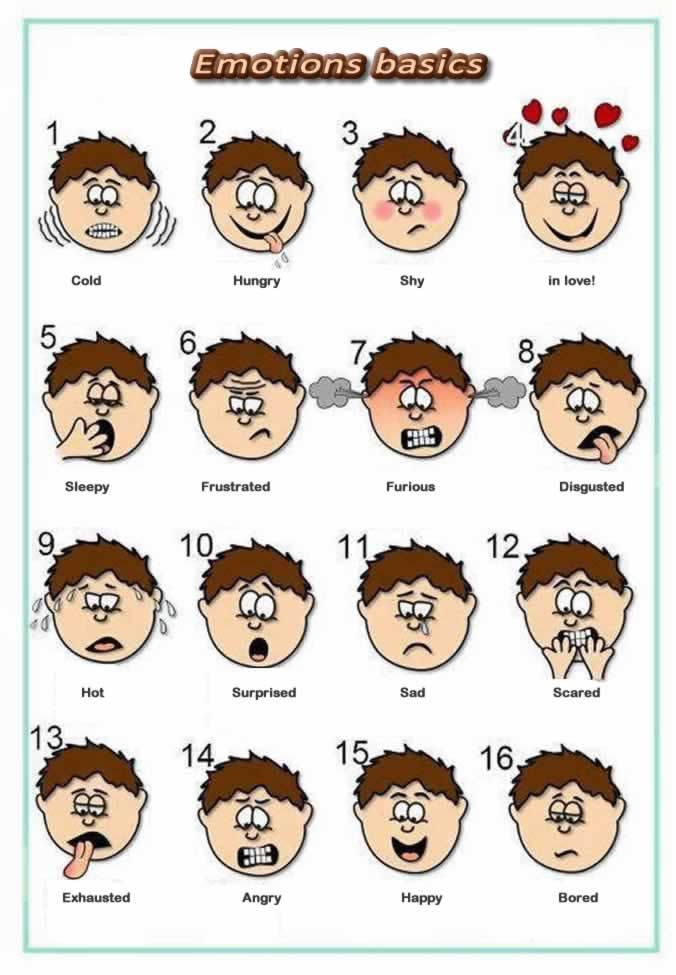 Emotions basics
1 2 3 4
Cold Hungry Shy in love!
5 6 7 8
Sleepy Frustrated Furious Disgusted
9 10 11 12
Hot Surprised Sad Scared
13 14 15 16
Exhausted Angry Happy Bored